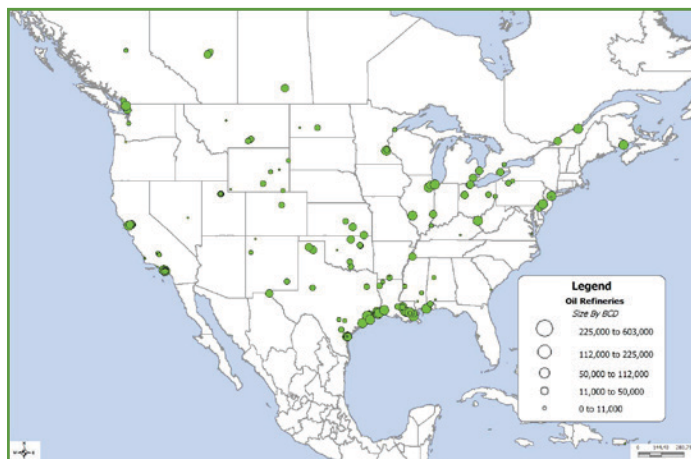 Legend
Oil Refineries
Size By BCD
225,000 to 603,000
112,000 to 225,000
50,000 to 112,000
11,000 to 50,000
0 to 11,000